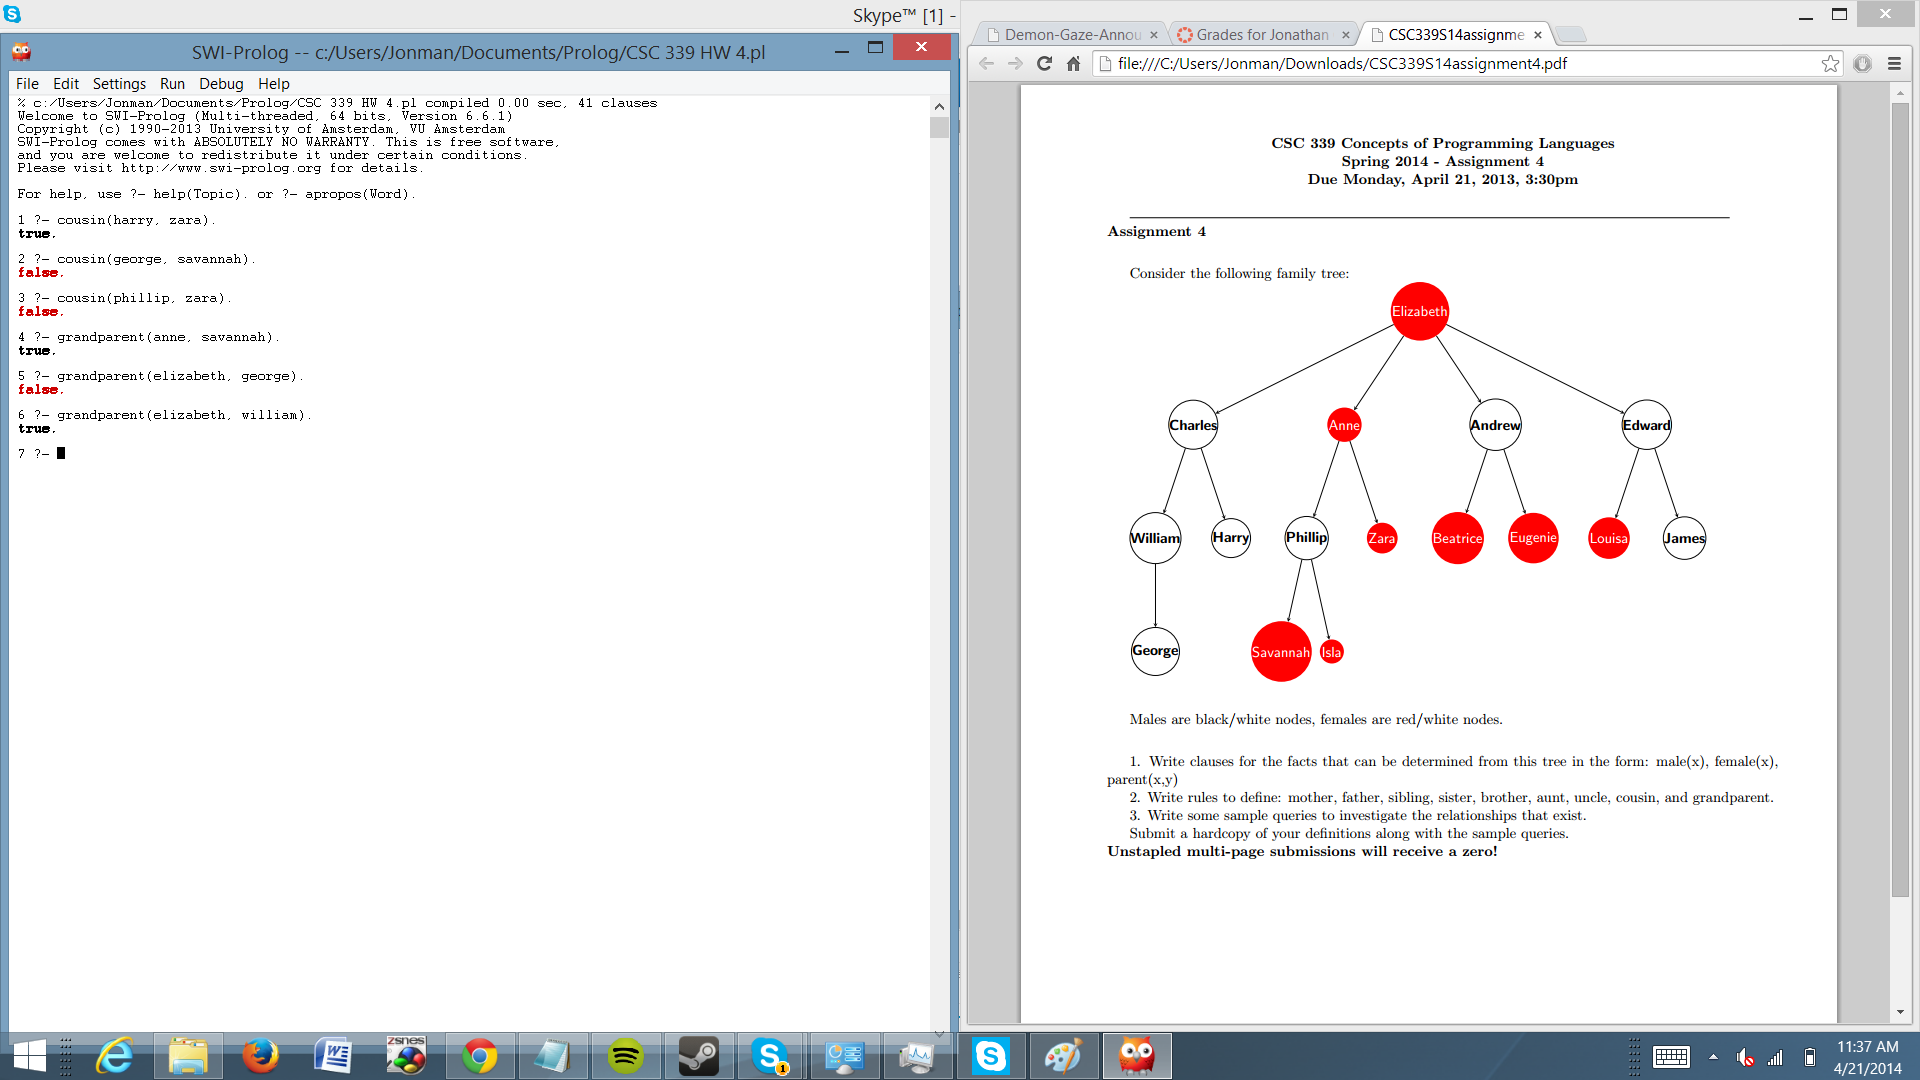 Skype™ [1] -
SWI-Prolog -- c:/Users/Jonman/Documents/Prolog/CSC 339 HW 4.pl
File Edit Settings Run Debug Help
% c:/Users/Jonman/Documents/Prolog/CSC 339 HW 4.pl compiled 0.00 sec, 41 clauses
Welcome to SWI-Prolog (Multi-threaded, 64 bits, Version 6.6.1)
Copyright (c) 1990-2013 University of Amsterdam, VU Amsterdam
SWI-Prolog comes with ABSOLUTELY NO WARRANTY. This is free software,
and you are welcome to redistribute it under certain conditions.
Please visit http://www.swi-prolog.org for details.
For help, use ?- help(Topic). or ?- apropos(Word).
1 ?- cousin(harry, zara).
true.
2 ?- cousin(george, savannah).
false.
3 ?- cousin(phillip, zara).
false.
4 ?- grandparent(anne, savannah).
true.
5 ?- grandparent(elizabeth, george).
false.
6 ?- grandparent(elizabeth, william).
true.
7 ?-
Demon-Gaze-Annou
Grades for Jonathan
CSC339S14assignme
file:///C:/Users/Jonman/Downloads/CSC339S14assignment4.pdf
CSC 339 Concepts of Programming Languages
Spring 2014 - Assignment 4
Due Monday, April 21, 2013, 3:30pm
Assignment 4
Consider the following family tree:
Elizabeth
Charles Anne Andrew Edward
William Harry Phillip Zara Beatrice Eugenie Louisa James
George Savannah Isla
Males are black/white nodes, females are red/white nodes.
1. Write clauses for the facts that can be determined from this tree in the form: male(x), female(x),
parent(x,y)
2. Write rules to define: mother, father, sibling, sister, brother, aunt, uncle, cousin, and grandparent.
3. Write some sample queries to investigate the relationships that exist.
Submit a hardcopy of your definitions along with the sample queries.
Unstapled multi-page submissions will receive a zero!
ZSNES
1
11:37 AM
4/21/2014